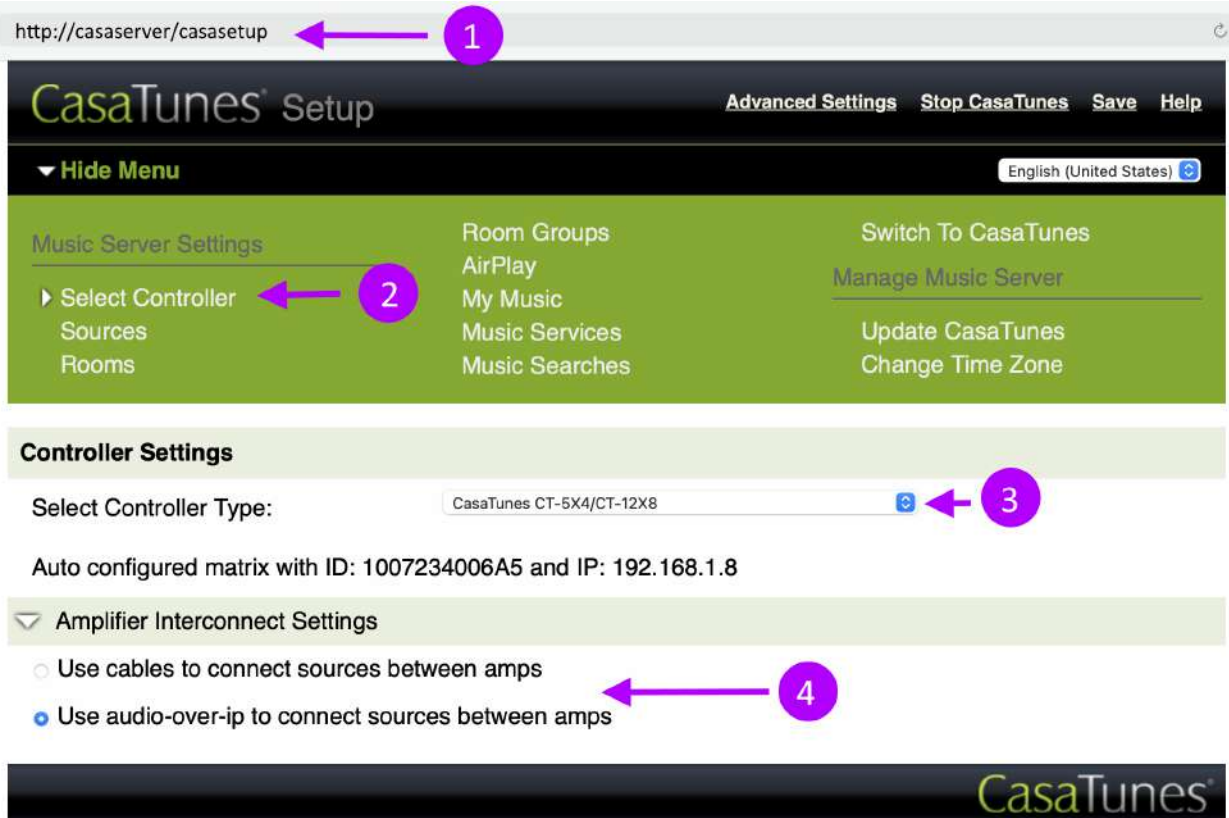 http://casaserver/casasetup
1
CasaTunes Setup
Advanced Settings Stop CasaTunes Save Help
Hide Menu
English (United States)
Music Server Settings
Select Controller
2
Sources
Rooms
Room Groups
AirPlay
My Music
Music Services
Music Searches
Switch To CasaTunes
Manage Music Server
Update CasaTunes
Change Time Zone
Controller Settings
Select Controller Type: CasaTunes CT-5X4/CT-12X8
3
Auto configured matrix with ID: 1007234006A5 and IP: 192.168.1.8
Amplifier Interconnect Settings
Use cables to connect sources between amps
4
Use audio-over-ip to connect sources between amps
CasaTunes